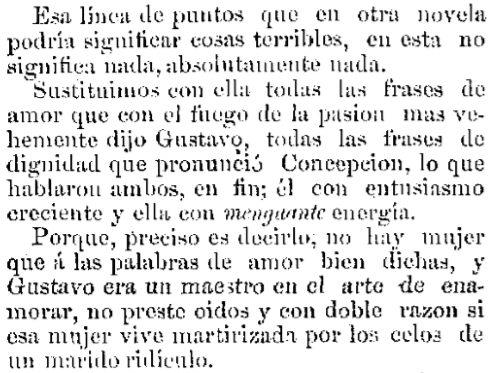 Esa línea de puntos que en otra novela
podría significar cosas terribles, en esta no
significa nada, absolutamente nada.
Sustituimos con ella todas las frases de
amor que con el fuego de la pasion mas ve-
hemente dijo Gustavo, todas las frases de
dignidad que pronunció Concepcion, lo que
hablaron ambos, en fin; él con entusiasmo
creciente y ella con menguante energía.
Porque, preciso es decirlo, no hay mujer
que á las palabras de amor bien dichas, y
Gustavo era un maestro en el arte de ena-
morar, no preste oidos y con doble razon si
esa mujer vive martirizada por los celos de
un marido ridículo.